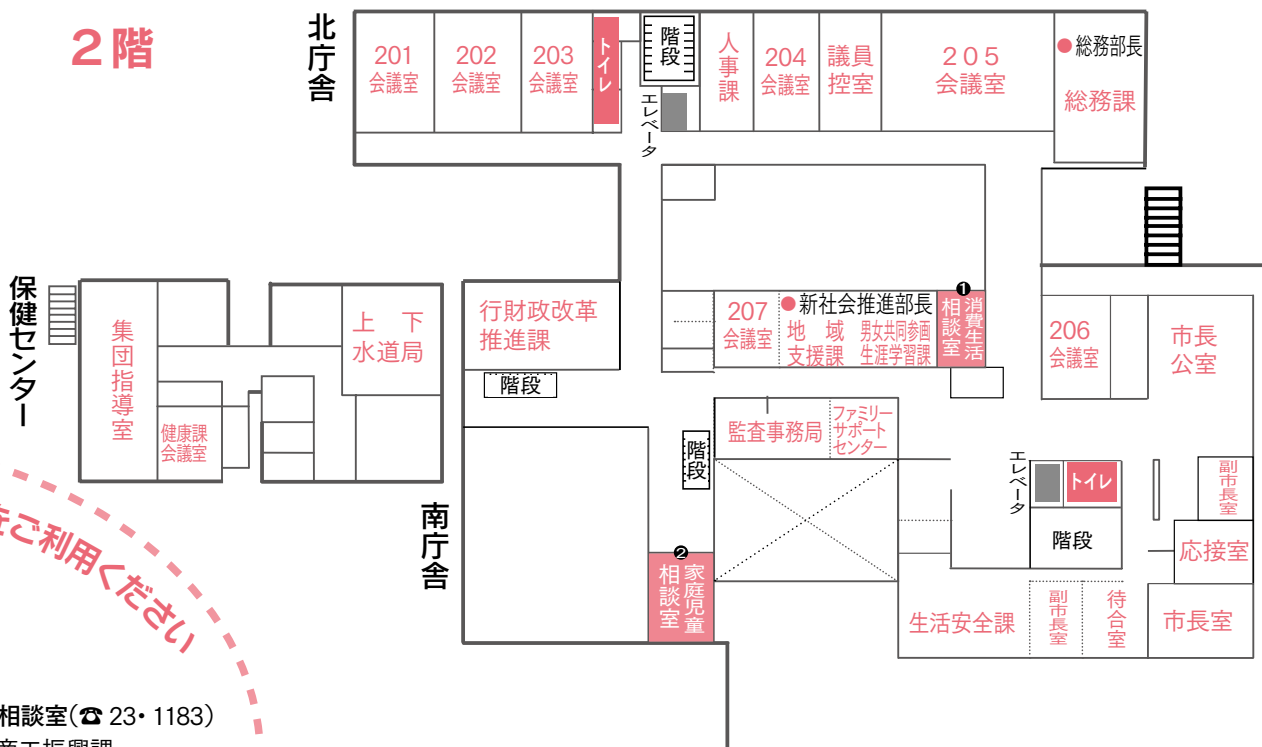 2階
北庁舎
201
会議室
202
会議室
203
会議室
トイレ
階段
エレベータ
人事課
204
会議室
議員
控室
205
会議室
●総務部長
総務課
保健センター
集団指導室
健康課
会議室
上下
水道局
行財政改革
推進課
階段
207
会議室
●新社会推進部長
地域
支援課
男女共同参画
生涯学習課
❶
消費生活
相談室
206
会議室
市長
公室
監査事務局
ファミリー
サポート
センター
階段
エレベータ
トイレ
階段
副市長室
応接室
南庁舎
❷
家庭児童
相談室
生活安全課
副市長室
待合室
市長室
をご利用ください
相談室(☎23・1183)